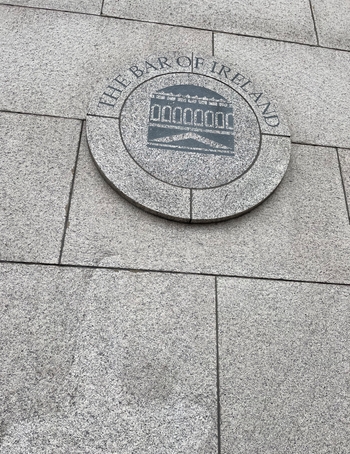 THE BAR OF IRELAND